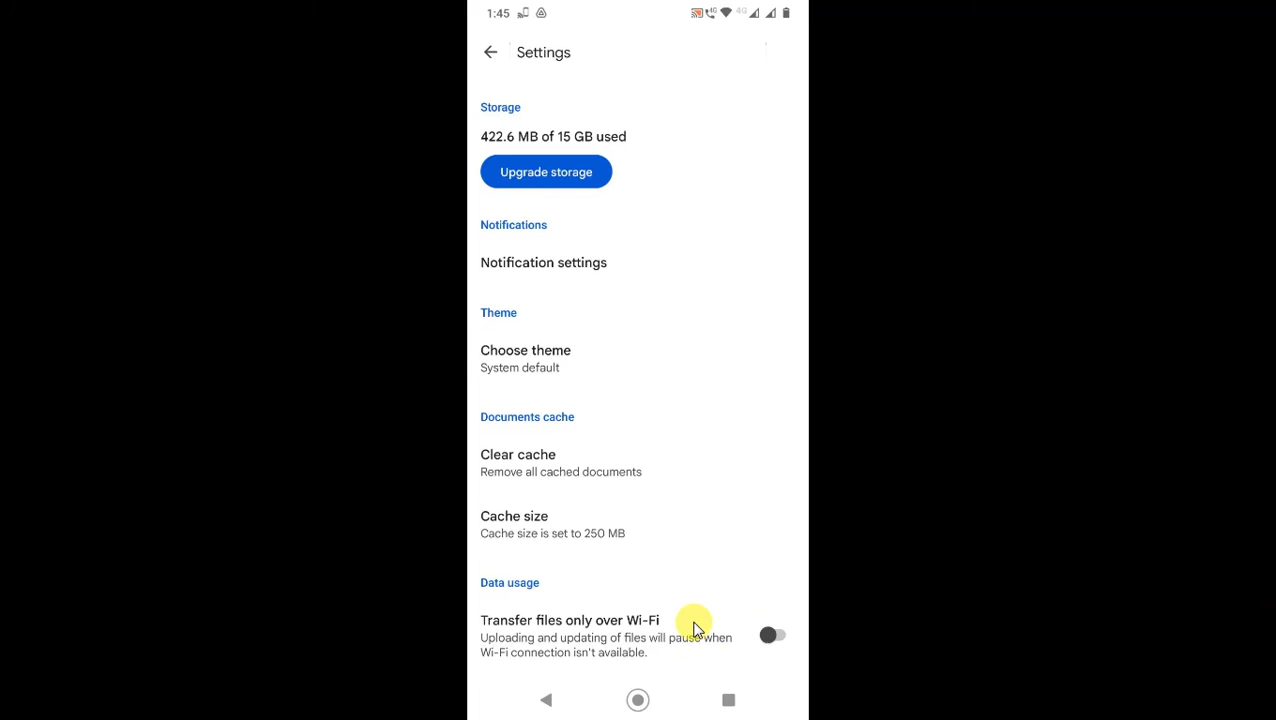 1:45 4G 4G
Settings
Storage
422.6 MB of 15 GB used
Upgrade storage
Notifications
Notification settings
Theme
Choose theme
System default
Documents cache
Clear cache
Remove all cached documents
Cache size
Cache size is set to 250 MB
Data usage
Transfer files only over Wi-Fi
Uploading and updating of files will pause when
Wi-Fi connection isn't available.